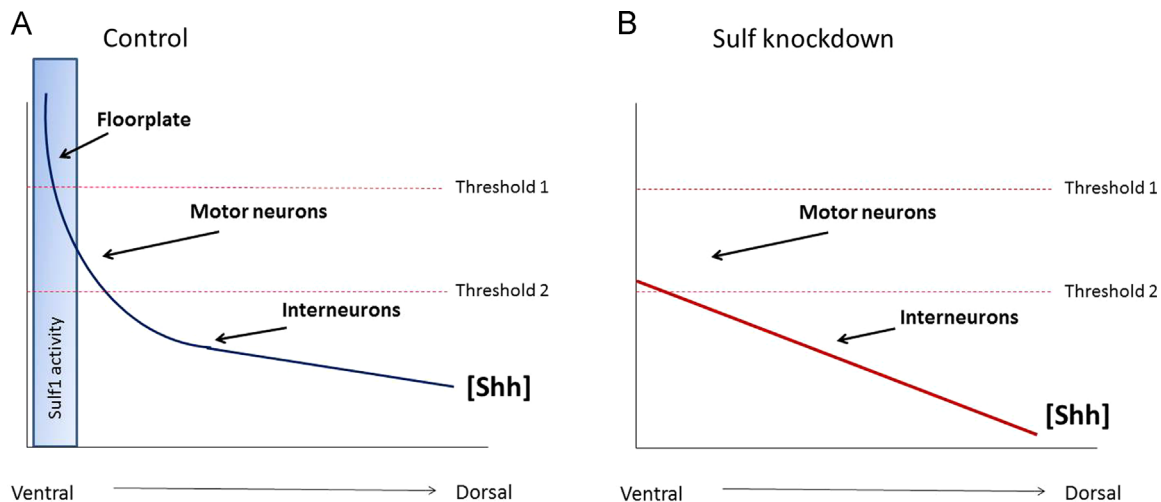 A
Control
Floorplate
Threshold 1
Motor neurons
Threshold 2
Interneurons
Sulf1 activity
[Shh]
Ventral
Dorsal
B
Sulf knockdown
Threshold 1
Motor neurons
Threshold 2
Interneurons
[Shh]
Ventral
Dorsal